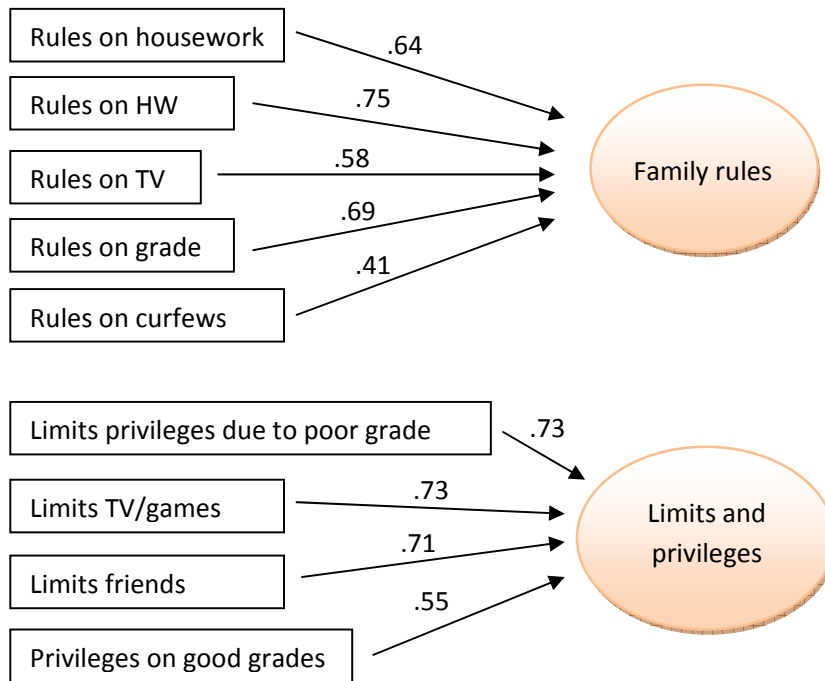 Rules on housework
.64
Rules on HW
.75
Rules on TV
.58
Rules on grade
.69
Rules on curfews
.41
Family rules
Limits privileges due to poor grade
.73
Limits TV/games
.73
Limits friends
.71
Privileges on good grades
.55
Limits and
privileges